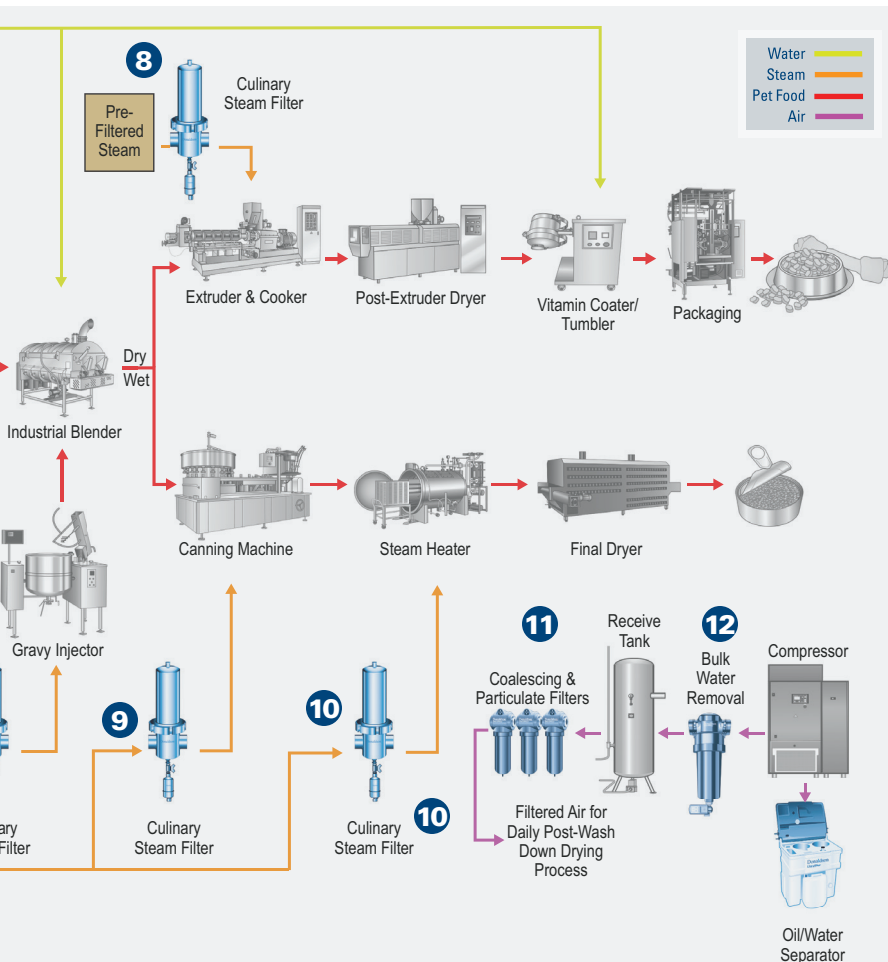 Water
Steam
Pet Food
Air
8
Culinary
Steam Filter
Pre-
Filtered
Steam
Extruder & Cooker
Post-Extruder Dryer
Vitamin Coater/
Tumbler
Packaging
Dry
Wet
Industrial Blender
Canning Machine
Steam Heater
Final Dryer
Gravy Injector
9
Culinary
Steam Filter
10
10
Culinary
Steam Filter
ary
Filter
11
Coalescing &
Particulate Filters
Receive
Tank
12
Bulk
Water
Removal
Compressor
Filtered Air for
Daily Post-Wash
Down Drying
Process
Donaldson
Oil/Water
Separator